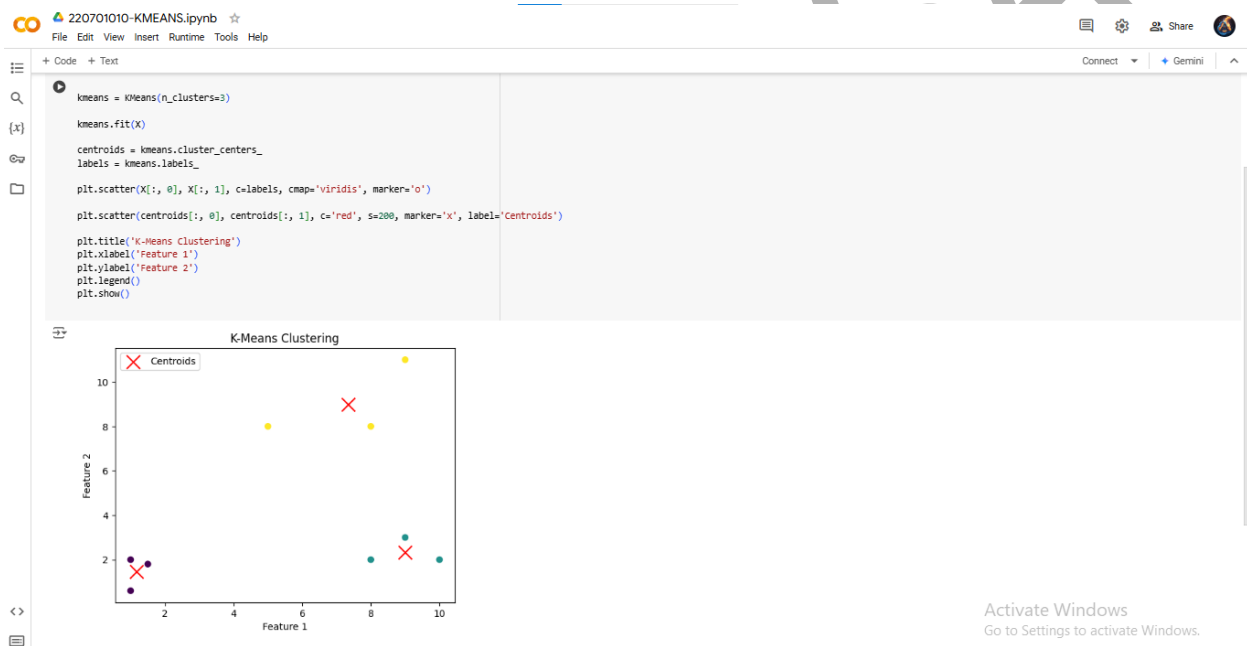 220701010-KMEANS.ipynb
File Edit View Insert Runtime Tools Help
Share
+ Code + Text
Connect
Gemini
{x}
kmeans = KMeans(n_clusters=3)
kmeans.fit(X)
centroids = kmeans.cluster_centers_
labels = kmeans.labels_
plt.scatter(X[:, 0], X[:, 1], c=labels, cmap='viridis', marker='o')
plt.scatter(centroids[:, 0], centroids[:, 1], c='red', s=200, marker='x', label='Centroids')
plt.title('K-Means Clustering')
plt.xlabel('Feature 1')
plt.ylabel('Feature 2')
plt.legend()
plt.show()
K-Means Clustering
Centroids
10
8
6
4
2
Feature 2
2 4 6 8 10
Feature 1
Activate Windows
Go to Settings to activate Windows.